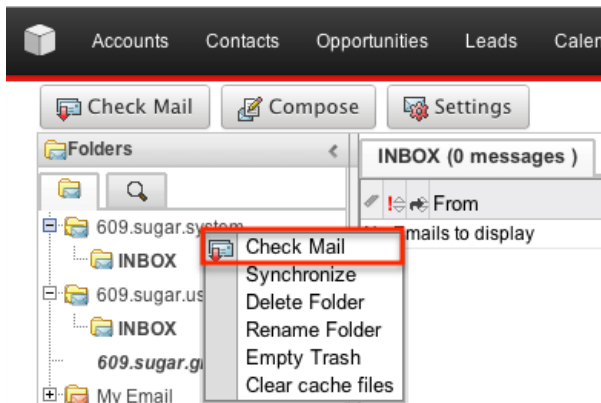 Accounts Contacts Opportunities Leads
Check Mail Compose Settings
Folders
INBOX (0 messages )
From
609.sugar.system
Emails to display
Check Mail
INBOX
Synchronize
609.sugar.us
Delete Folder
INBOX
Rename Folder
609.sugar.g
Empty Trash
My Email
Clear cache files